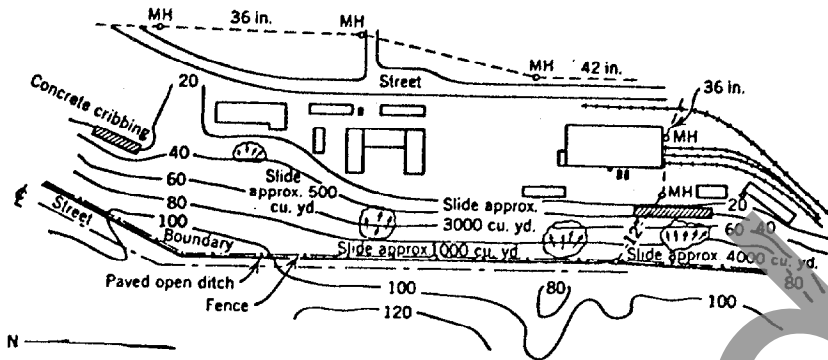 MH
36 in.
MH
MH
42 in.
36 in.
Street
20
Concrete cribbing
MH
40
Slide
approx. 500
cu. yd.
60
80
100
MH
Slide approx.
3000 cu. yd.
20
60
40
12"
℄
Street
Boundary
Slide approx 1000 cu. yd.
Slide approx 4000 cu. yd.
80
Paved open ditch
Fence
100
120
80
100
N